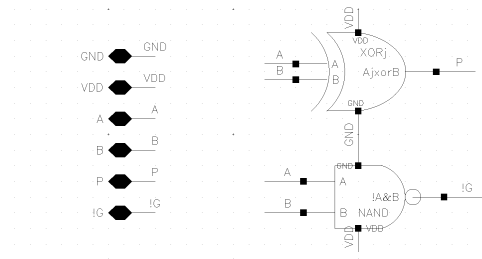 GND GND
VDD VDD
A A
B B
P P
!G !G
VDD
VDD
XORj
A A
AjxorB
P
B B
GND
GND
GND
A A
!A&B
!G
B B
NAND
VDD
VDD